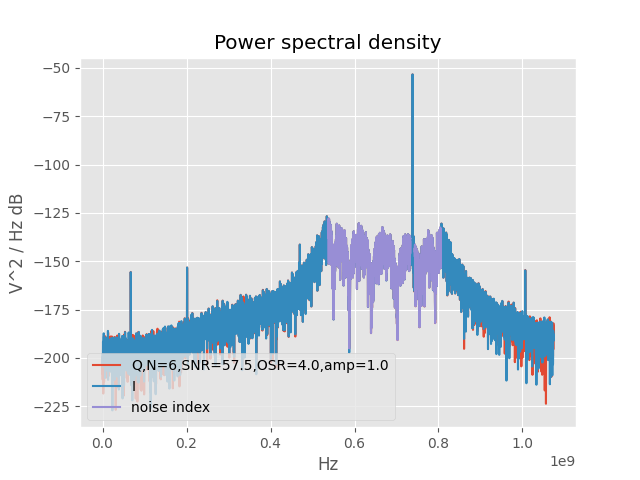 Power spectral density
V^2 / Hz dB
−50
−75
−100
−125
−150
−175
−200
−225
Q,N=6,SNR=57.5,OSR=4.0,amp=1.0
I
noise index
0.0 0.2 0.4 0.6 0.8 1.0
1e9
Hz